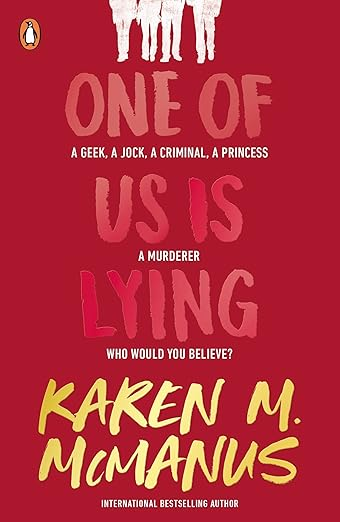 ONE OF
A GEEK, A JOCK, A CRIMINAL, A PRINCESS
US IS
A MURDERER
LYING
WHO WOULD YOU BELIEVE?
KAREN M.
McMANUS
INTERNATIONAL BESTSELLING AUTHOR